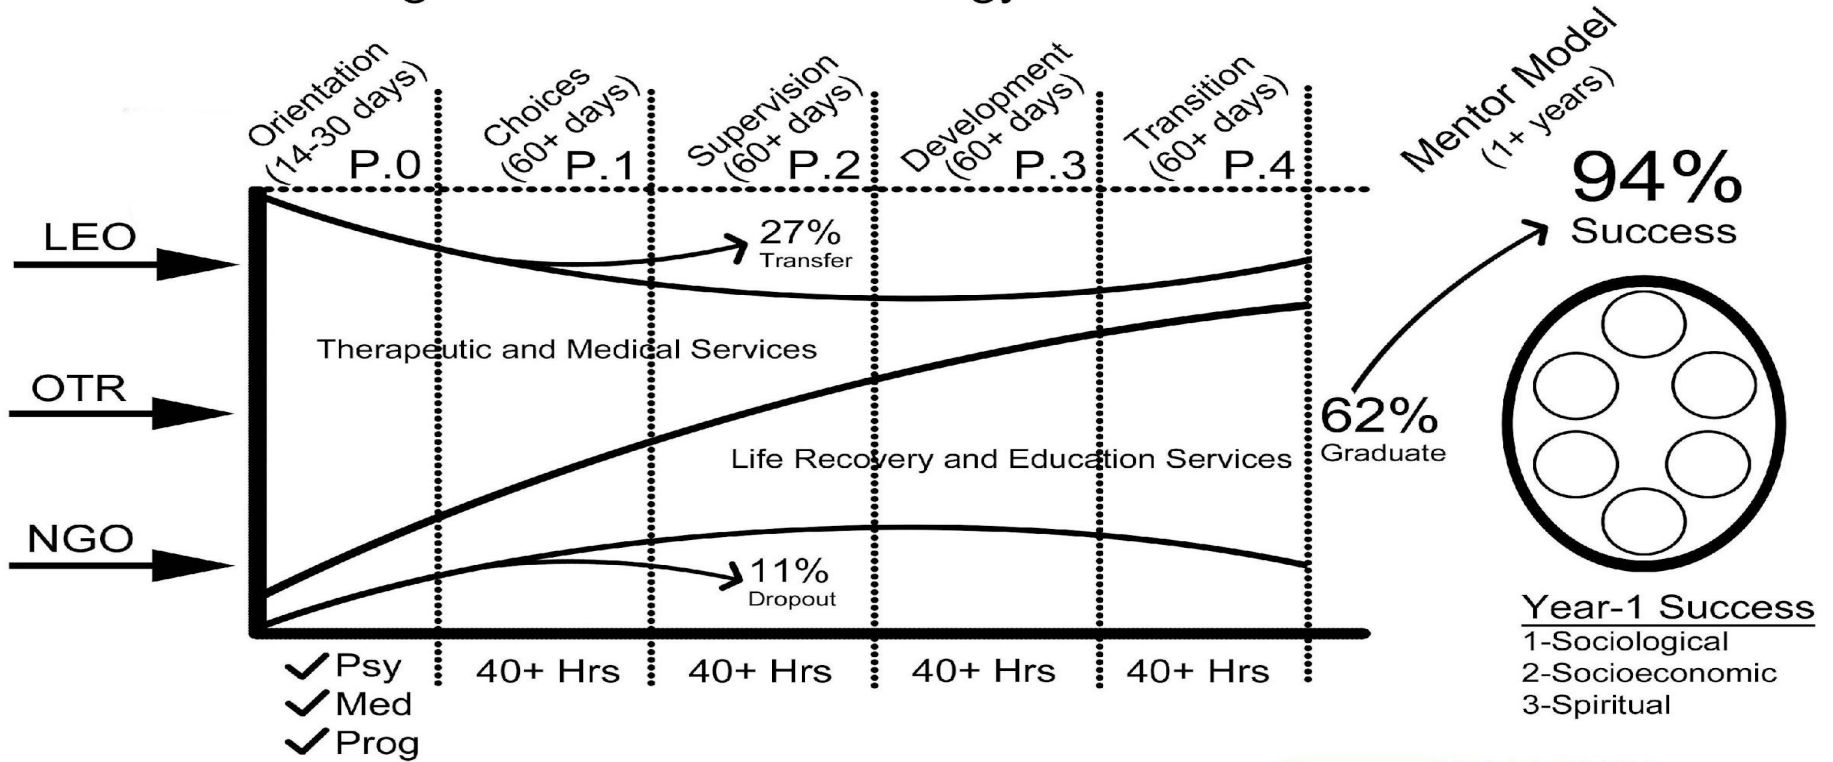 Orientation
(14-30 days)
P.0
Choices
(60+ days)
P.1
Supervision
(60+ days)
P.2
Development
(60+ days)
P.3
Transition
(60+ days)
P.4
Mentor Model
(1+ years)
94%
Success
LEO
OTR
NGO
27%
Transfer
Therapeutic and Medical Services
62%
Graduate
Life Recovery and Education Services
11%
Dropout
Psy
Med
Prog
40+ Hrs
40+ Hrs
40+ Hrs
40+ Hrs
Year-1 Success
1-Sociological
2-Socioeconomic
3-Spiritual